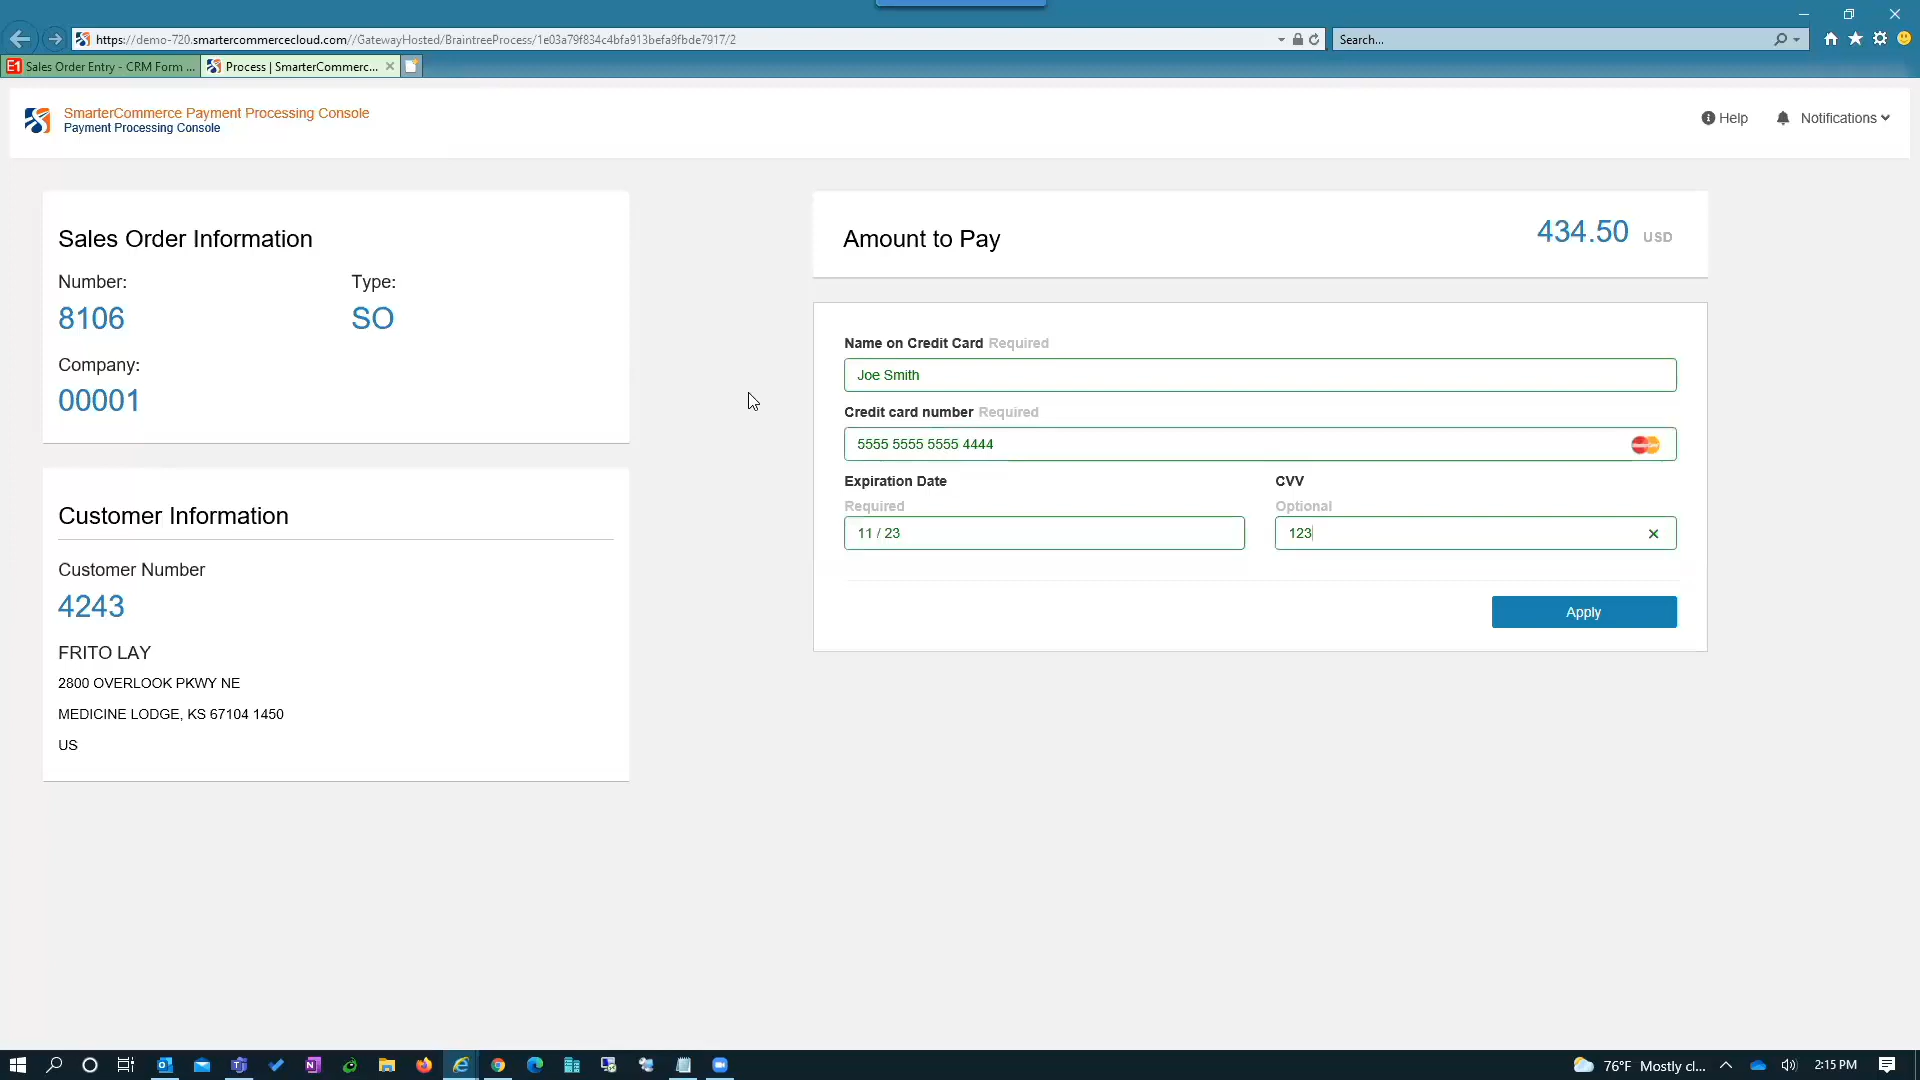 https://demo-720.smartercommercecloud.com//GatewayHosted/BraintreeProcess/1e03a79f834c4bfa913befa9fbde7917/2
Search...
E1 Sales Order Entry - CRM Form ...
Process | SmarterCommerc...
SmarterCommerce Payment Processing Console
Payment Processing Console
Help
Notifications
Sales Order Information
Number:
Type:
8106
SO
Company:
00001
Customer Information
Customer Number
4243
FRITO LAY
2800 OVERLOOK PKWY NE
MEDICINE LODGE, KS 67104 1450
US
Amount to Pay
434.50 USD
Name on Credit Card Required
Joe Smith
Credit card number Required
5555 5555 5555 4444
Expiration Date
CVV
Required
Optional
11 / 23
123
Apply
76°F Mostly cl...
2:15 PM